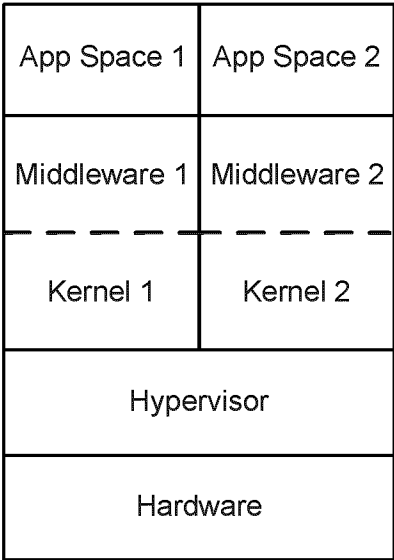 App Space 1 App Space 2
Middleware 1 Middleware 2
Kernel 1 Kernel 2
Hypervisor
Hardware